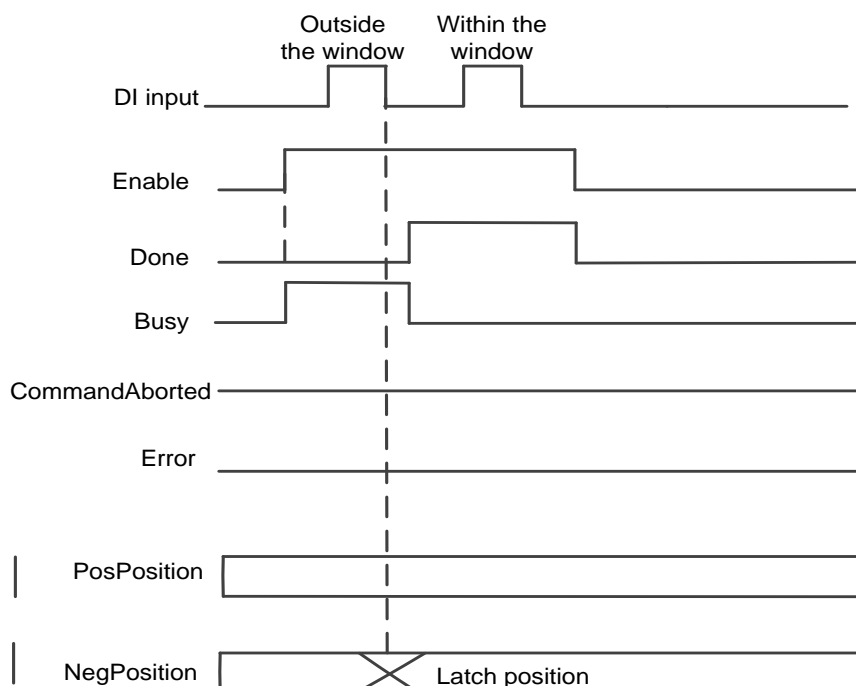 Outside
the window
Within the
window
DI input
Enable
Done
Busy
CommandAborted
Error
PosPosition
NegPosition
Latch position